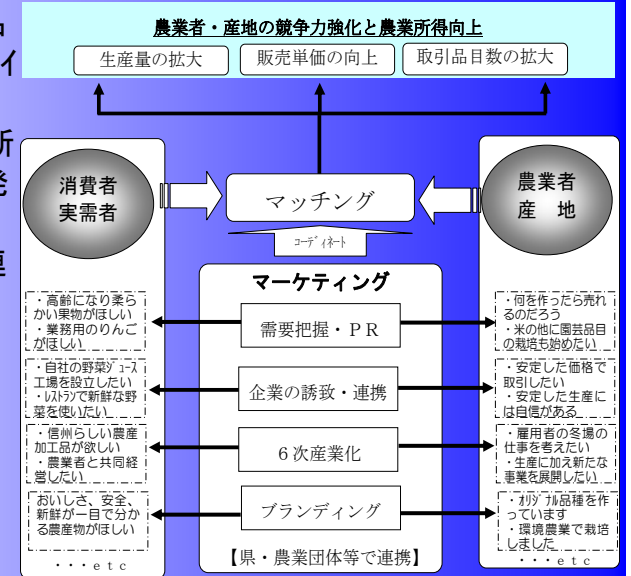 品
イ
新
発
連
農業者・産地の競争力強化と農業所得向上
生産量の拡大
販売単価の向上
取引品目数の拡大
消費者
実需者
マッチング
農業者
産 地
ｺｰﾃﾞｨﾈｰﾄ
マーケティング
需要把握・ＰＲ
企業の誘致・連携
６次産業化
ブランディング
【県・農業団体等で連携】
・高齢になり柔ら
かい果物がほしい
・業務用のりんご
がほしい
・自社の野菜ｼﾞｭｰｽ
工場を設立したい
・ﾚｽﾄﾗﾝで新鮮な野
菜を使いたい
・信州らしい農産
加工品が欲しい
・農業者と共同経
営したい
おいしさ、安全、
新鮮が一目で分か
る農産物がほしい
・・・ｅｔｃ
・何を作ったら売れ
るのだろう
・米の他に園芸品目
の栽培も始めたい
・安定した価格で
取引したい
・安定した生産に
は自信がある
・雇用者の冬場の
仕事を考えたい
・生産に加え新たな
事業を展開したい
・ｵﾘｼﾞﾅﾙ品種を作
っています
・環境農業で栽培
しました
・・・ｅｔｃ